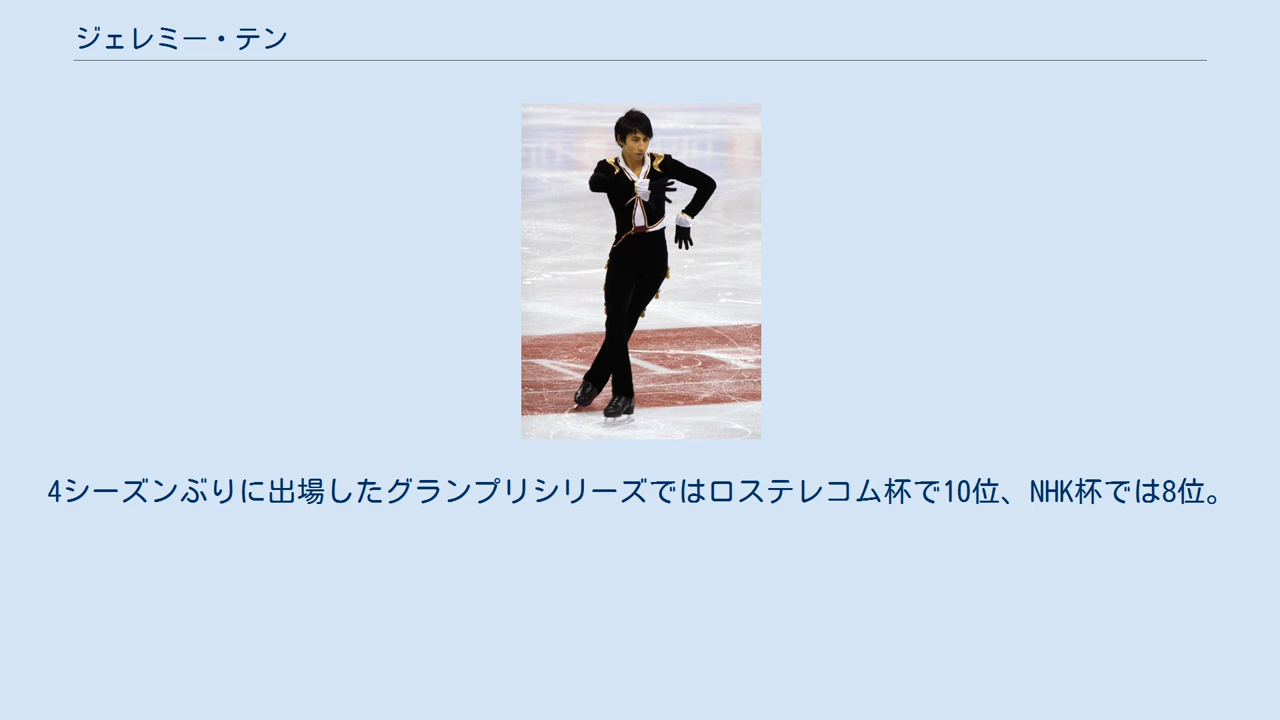 ジェレミー・テン
4シーズンぶりに出場したグランプリシリーズではロステレコム杯で10位、NHK杯では8位。